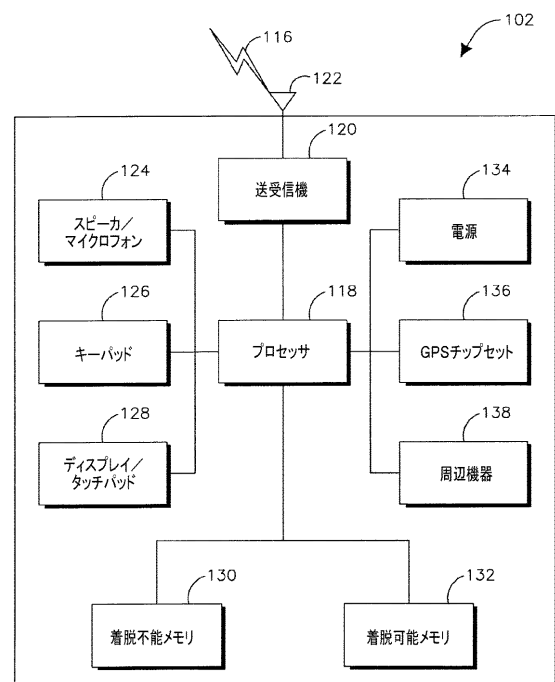 102
116
122
120
送受信機
124
スピーカ/
マイクロフォン
134
電源
126
キーパッド
118
プロセッサ
136
GPSチップセット
128
ディスプレイ/
タッチパッド
138
周辺機器
130
着脱不能メモリ
132
着脱可能メモリ